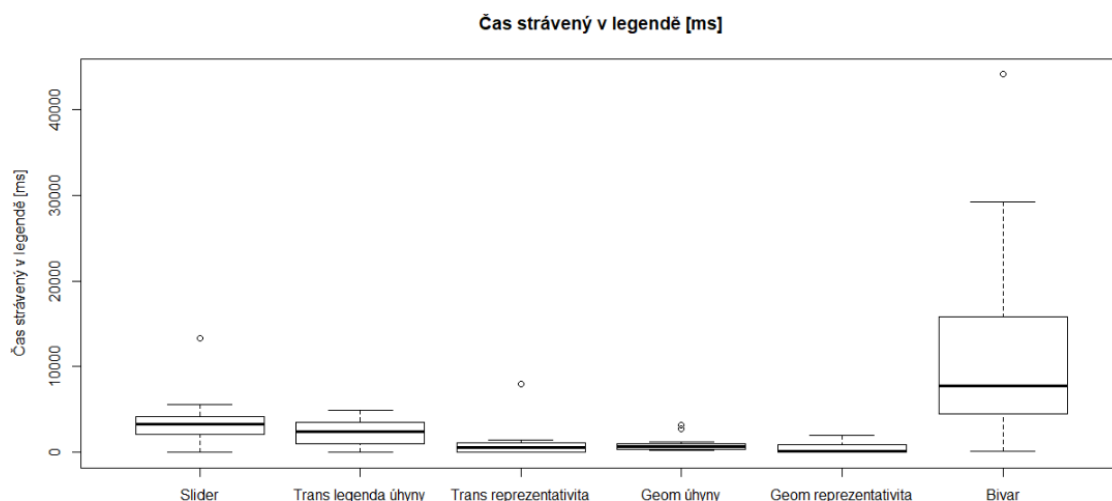 Čas strávený v legendě [ms]
Čas strávený v legendě [ms]
40000
30000
20000
10000
0
Slider Trans legenda úhyny Trans reprezentativita Geom úhyny Geom reprezentativita Bivar